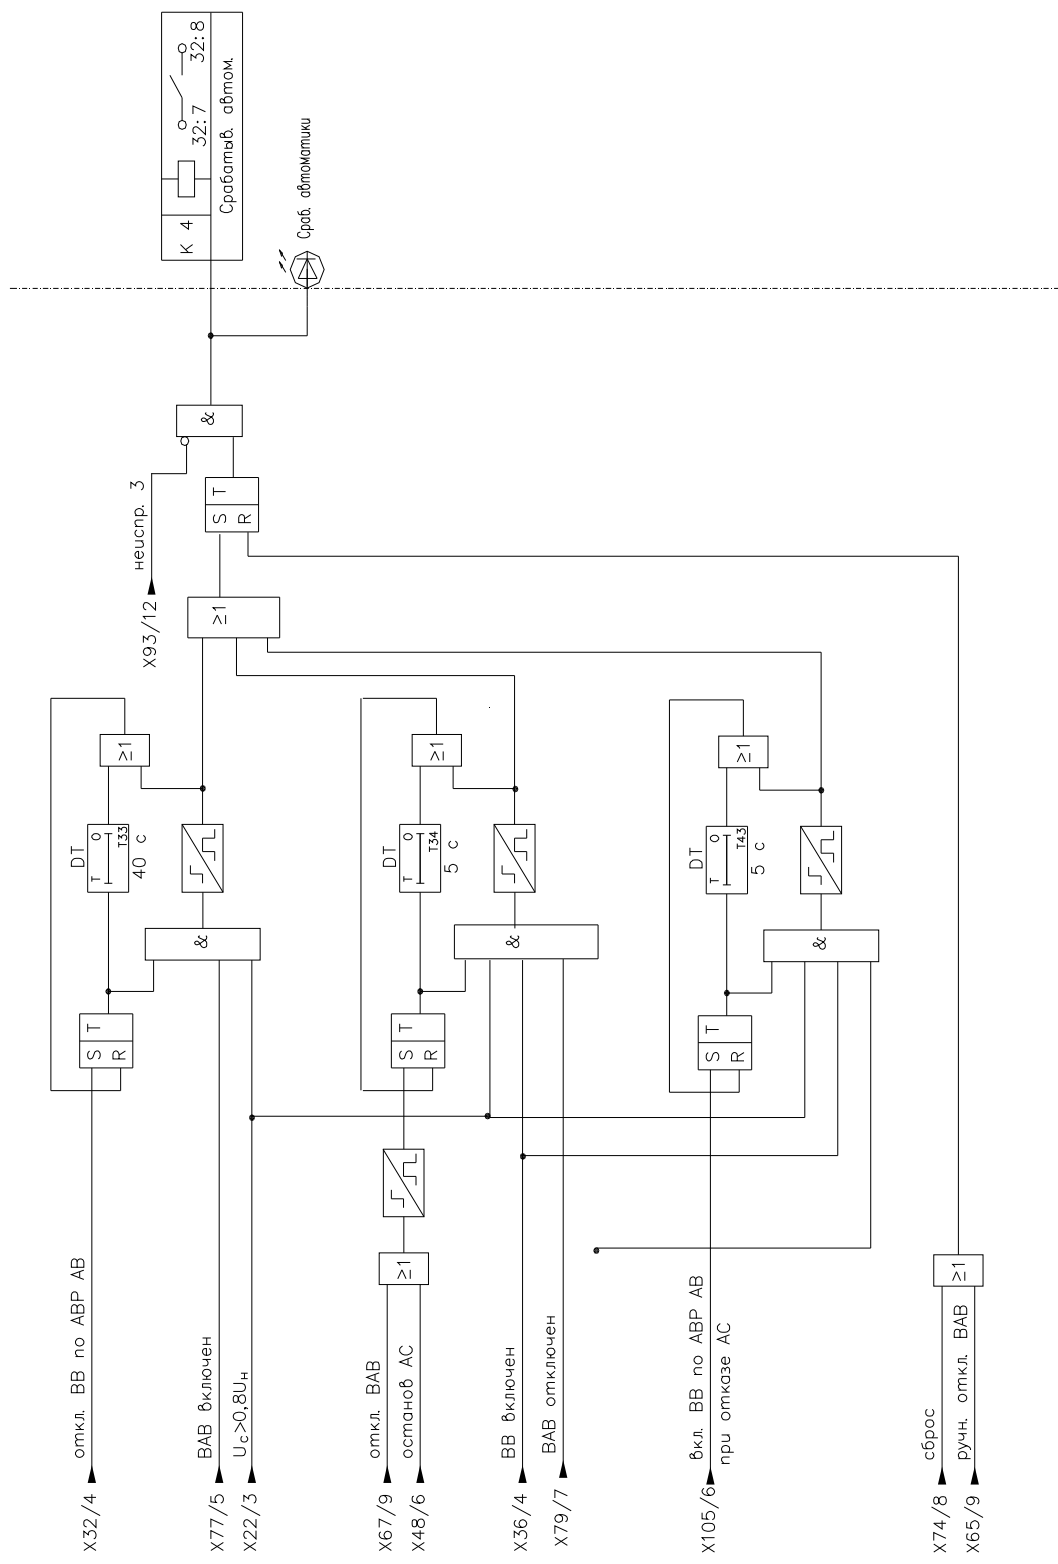 X32/4 откл. ВВ по АВР АВ
X77/5 ВАВ включен
X22/3 Uс>0,8Uн
X67/9 откл. ВАВ
X48/6 останов АС
X36/4 ВВ включен
X79/7 ВАВ отключен
X105/6 вкл. ВВ по АВР АВ
при отказе АС
X74/8 сброс
X65/9 ручн. откл. ВАВ
S T
R
DT
T 0
T33
40 с
≥1
&
≥1
S T
R
DT
T 0
T34
5 с
≥1
&
S T
R
DT
T 0
T43
5 с
≥1
&
≥1
≥1
X93/12 неиспр. 3
S T
R
&
К 4
32:7 32:8
Срабатыв. автом.
Сраб. автоматики